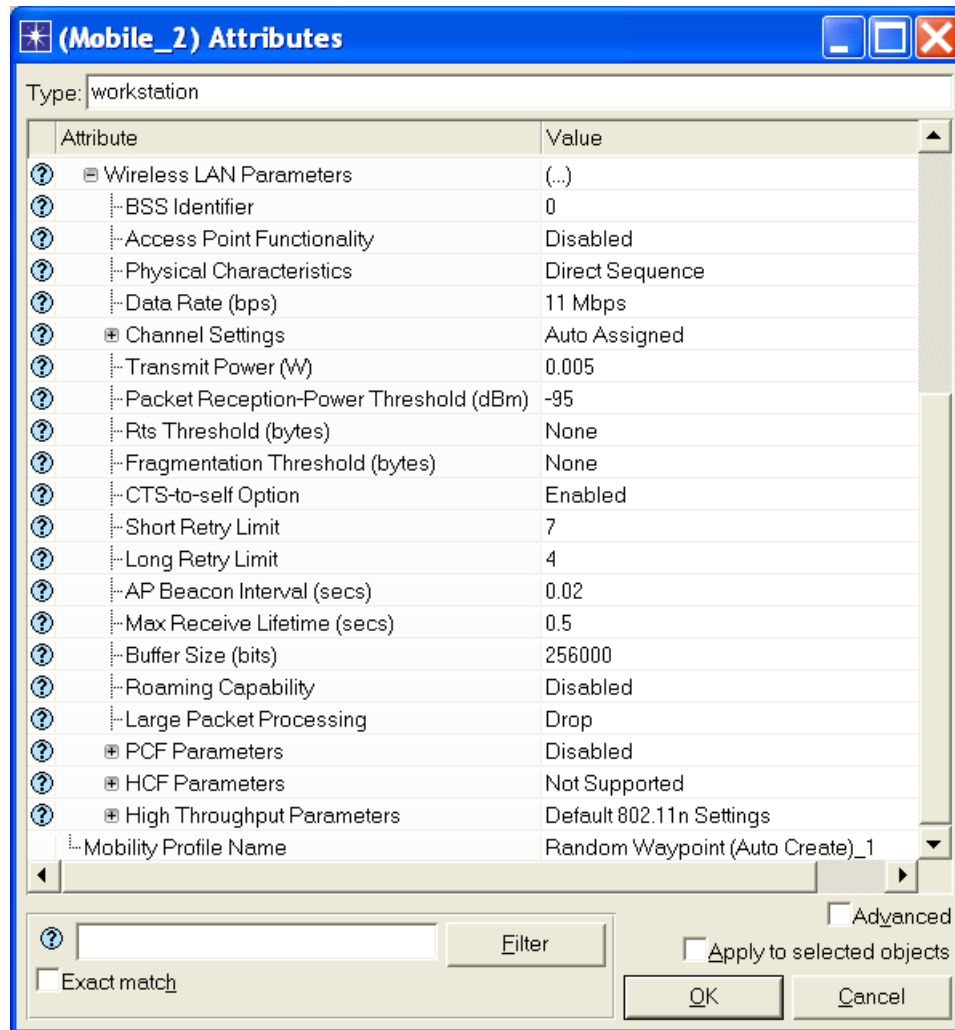 (Mobile_2) Attributes
Type: workstation
Attribute Value
Wireless LAN Parameters (...)
BSS Identifier 0
Access Point Functionality Disabled
Physical Characteristics Direct Sequence
Data Rate (bps) 11 Mbps
Channel Settings Auto Assigned
Transmit Power (W) 0.005
Packet Reception-Power Threshold (dBm) -95
Rts Threshold (bytes) None
Fragmentation Threshold (bytes) None
CTS-to-self Option Enabled
Short Retry Limit 7
Long Retry Limit 4
AP Beacon Interval (secs) 0.02
Max Receive Lifetime (secs) 0.5
Buffer Size (bits) 256000
Roaming Capability Disabled
Large Packet Processing Drop
PCF Parameters Disabled
HCF Parameters Not Supported
High Throughput Parameters Default 802.11n Settings
Mobility Profile Name Random Waypoint (Auto Create)_1
Advanced
Filter
Apply to selected objects
Exact match
OK Cancel